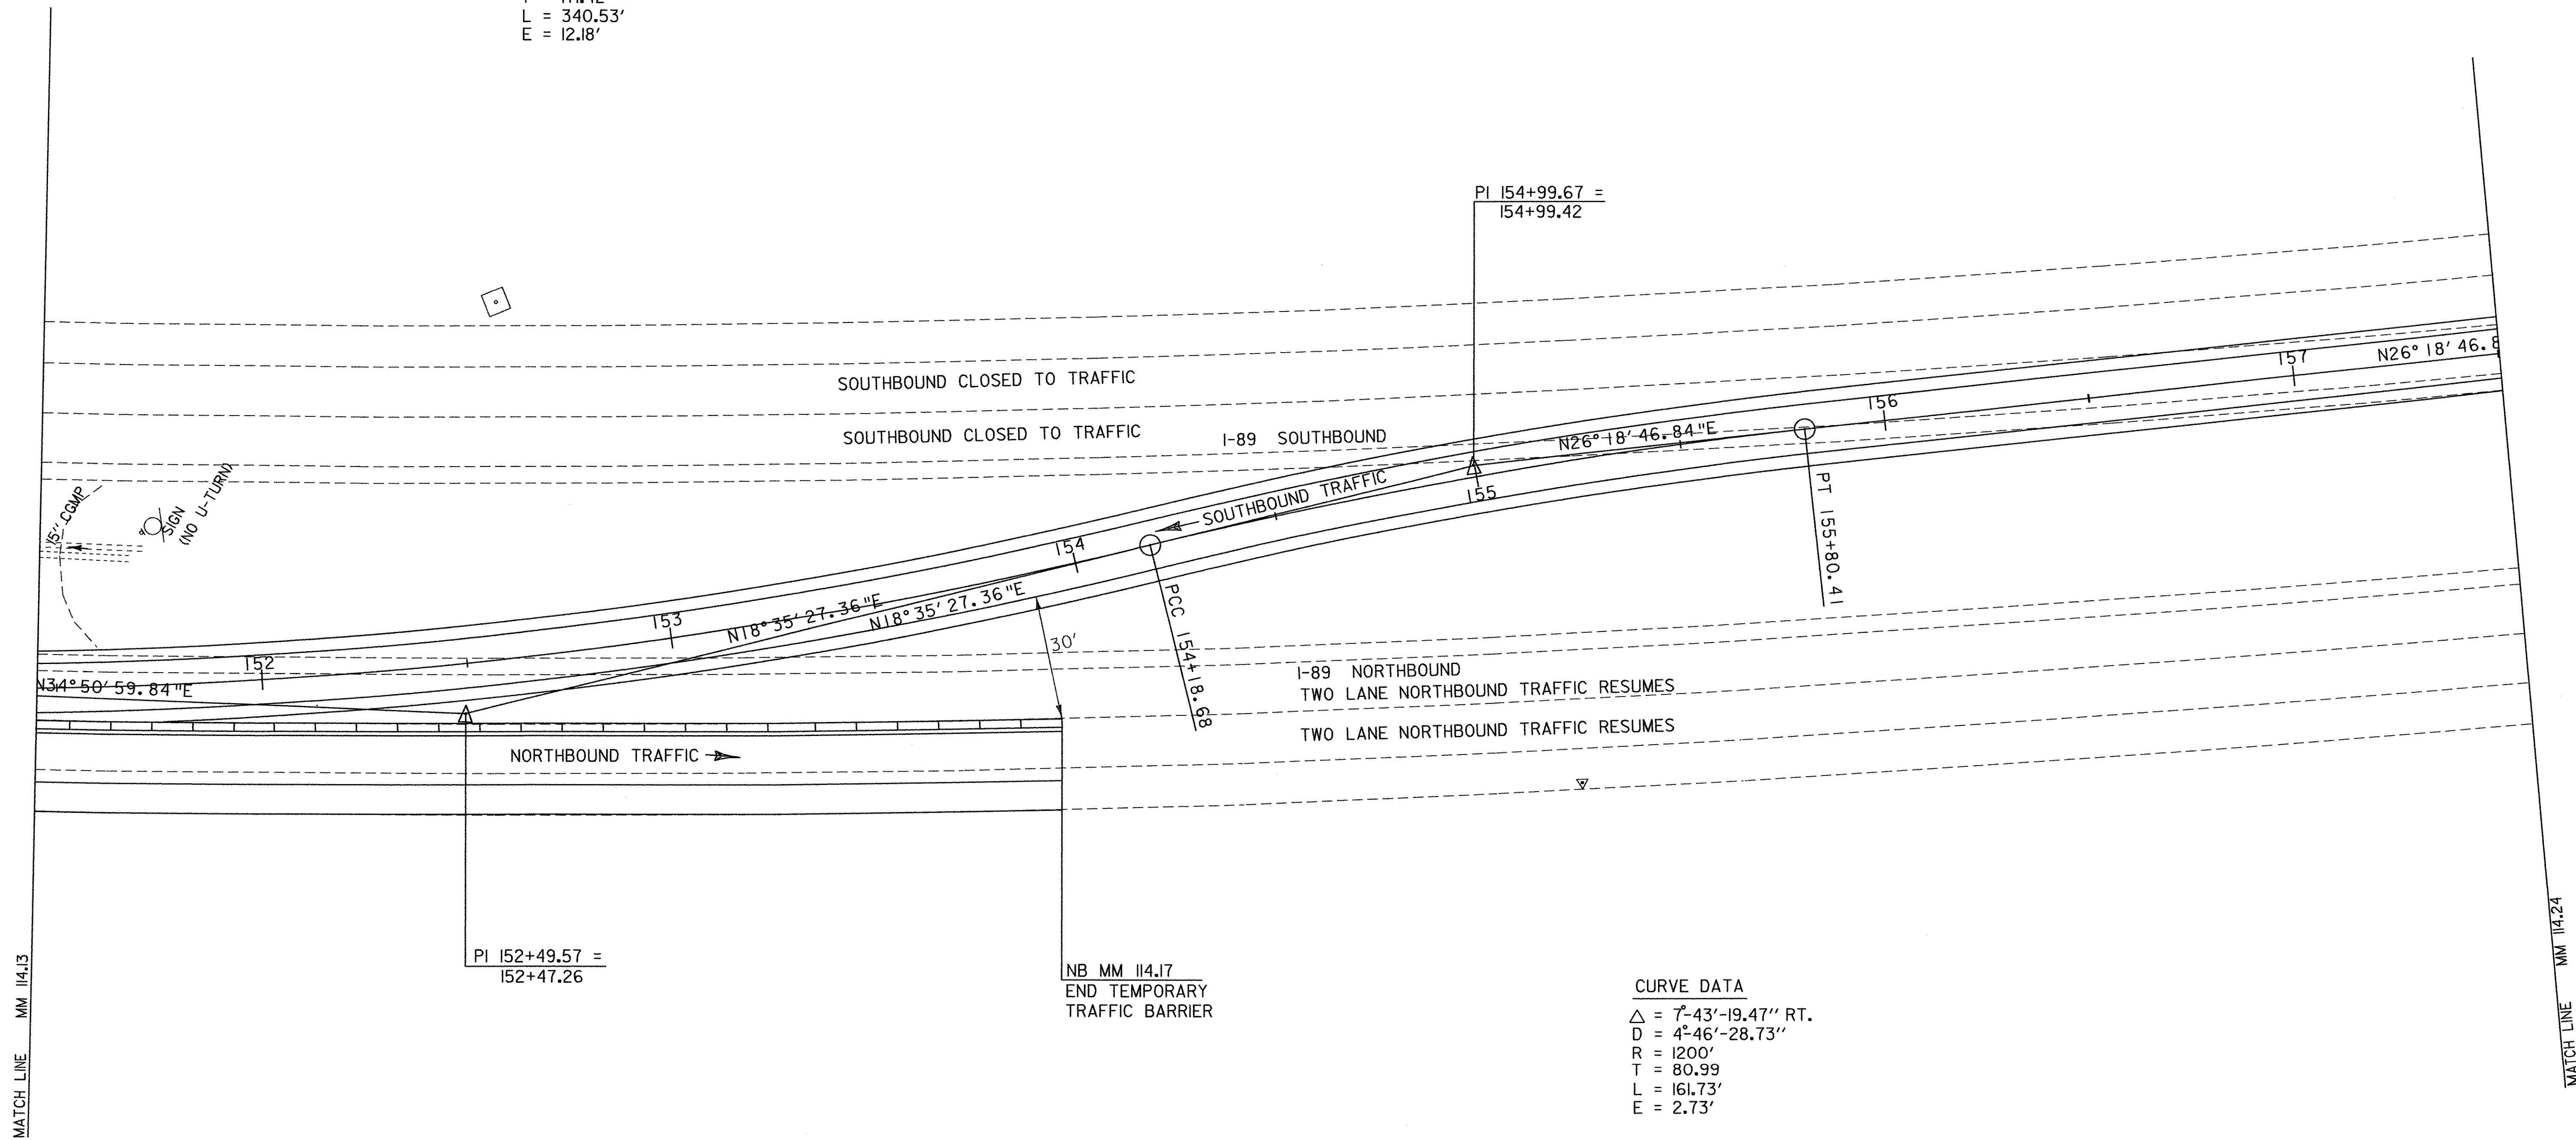 L = 340.53'
E = 12.18'
PI 154+99.67 =
154+99.42
SOUTHBOUND CLOSED TO TRAFFIC
SOUTHBOUND CLOSED TO TRAFFIC
I-89 SOUTHBOUND
N26°18'46.84"E
156
157
N26°18'46.8
15" CGMP
SIGN
(NO U-TURN)
SOUTHBOUND TRAFFIC
155
PT 155+80.41
154
PCC 154+18.68
153
N18°35'27.36"E
N18°35'27.36"E
30'
152
N34°50'59.84"E
I-89 NORTHBOUND
TWO LANE NORTHBOUND TRAFFIC RESUMES
TWO LANE NORTHBOUND TRAFFIC RESUMES
NORTHBOUND TRAFFIC
PI 152+49.57 =
152+47.26
NB MM 114.17
END TEMPORARY
TRAFFIC BARRIER
CURVE DATA
△ = 7°-43'-19.47" RT.
D = 4°-46'-28.73"
R = 1200'
T = 80.99
L = 161.73'
E = 2.73'
MATCH LINE MM 114.13
MATCH LINE MM 114.24